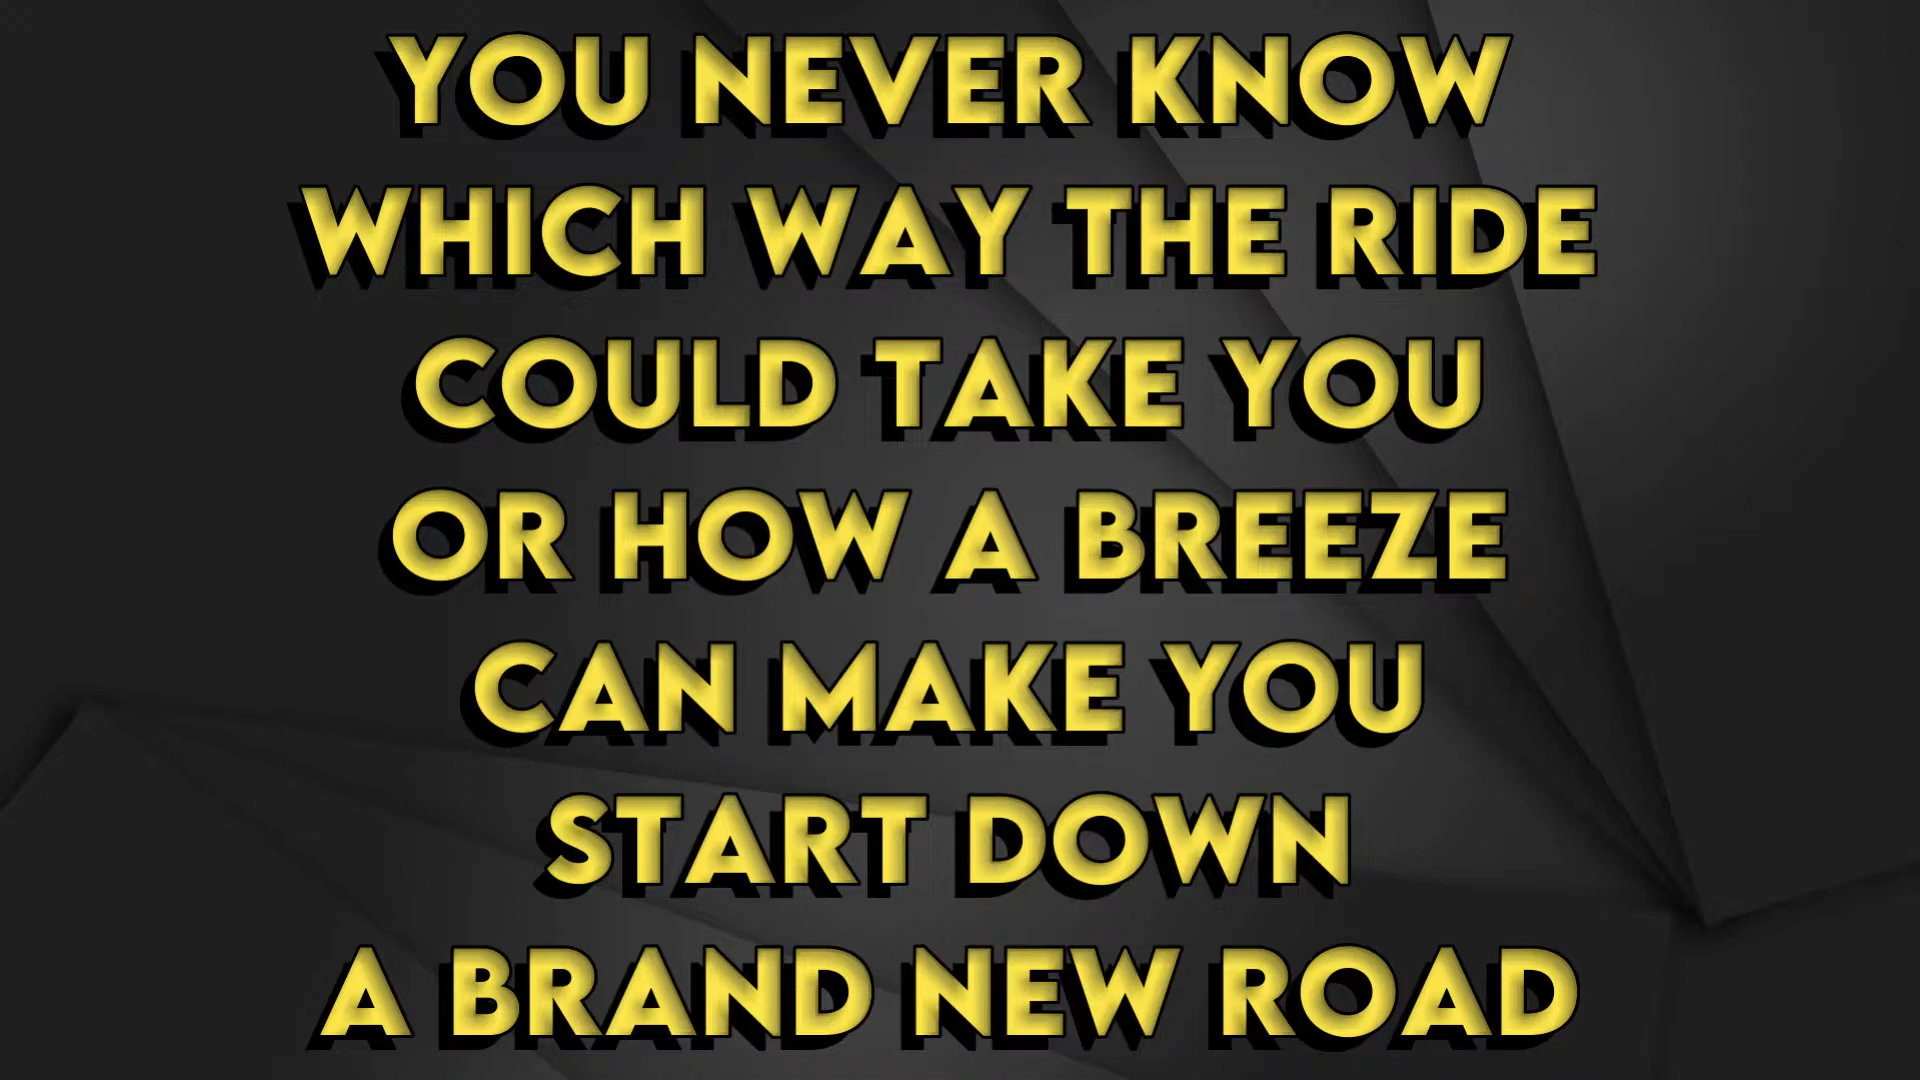 YOU NEVER KNOW
WHICH WAY THE RIDE
COULD TAKE YOU
OR HOW A BREEZE
CAN MAKE YOU
START DOWN
A BRAND NEW ROAD